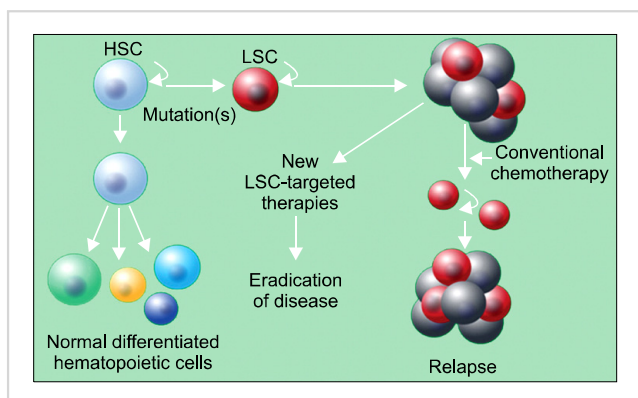 HSC
LSC
Mutation(s)
New
LSC-targeted
therapies
Conventional
chemotherapy
Eradication
of disease
Normal differentiated
hematopoietic cells
Relapse